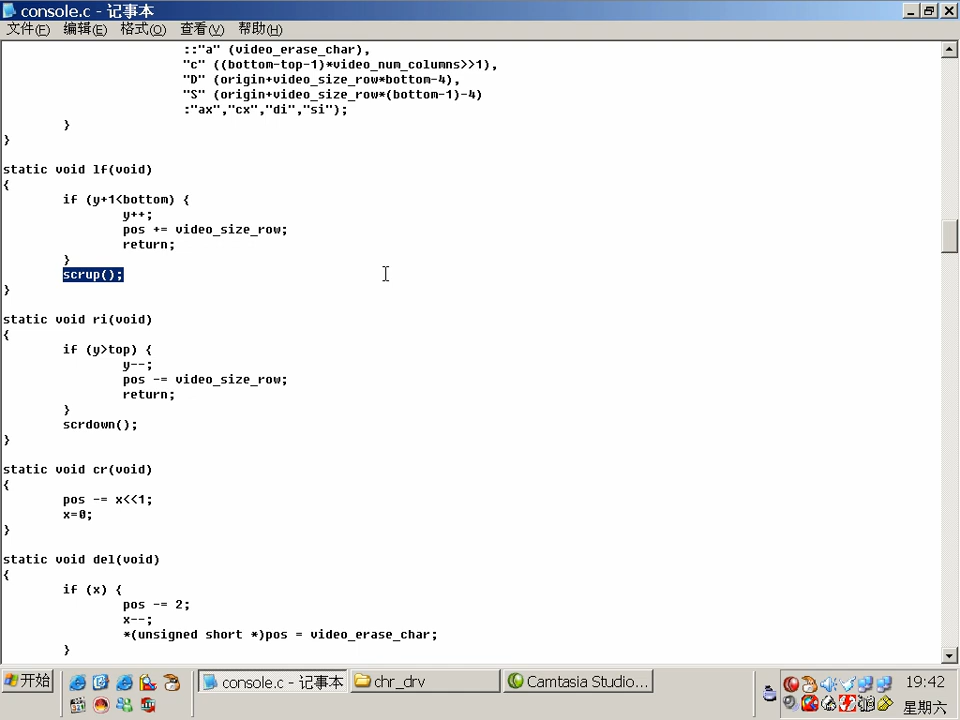 console.c - 记事本
文件(F) 编辑(E) 格式(O) 查看(V) 帮助(H)
::"a" (video_erase_char),
"c" ((bottom-top-1)*video_num_columns>>1),
"D" (origin+video_size_row*bottom-4),
"S" (origin+video_size_row*(bottom-1)-4)
:"ax","cx","di","si");
}
}
static void lf(void)
{
if (y+1<bottom) {
y++;
pos += video_size_row;
return;
}
scrup();
}
static void ri(void)
{
if (y>top) {
y--;
pos -= video_size_row;
return;
}
scrdown();
}
static void cr(void)
{
pos -= x<<1;
x=0;
}
static void del(void)
{
if (x) {
pos -= 2;
x--;
*(unsigned short *)pos = video_erase_char;
}
开始 console.c - 记事本 chr_drv Camtasia Studio... 19:42
星期六